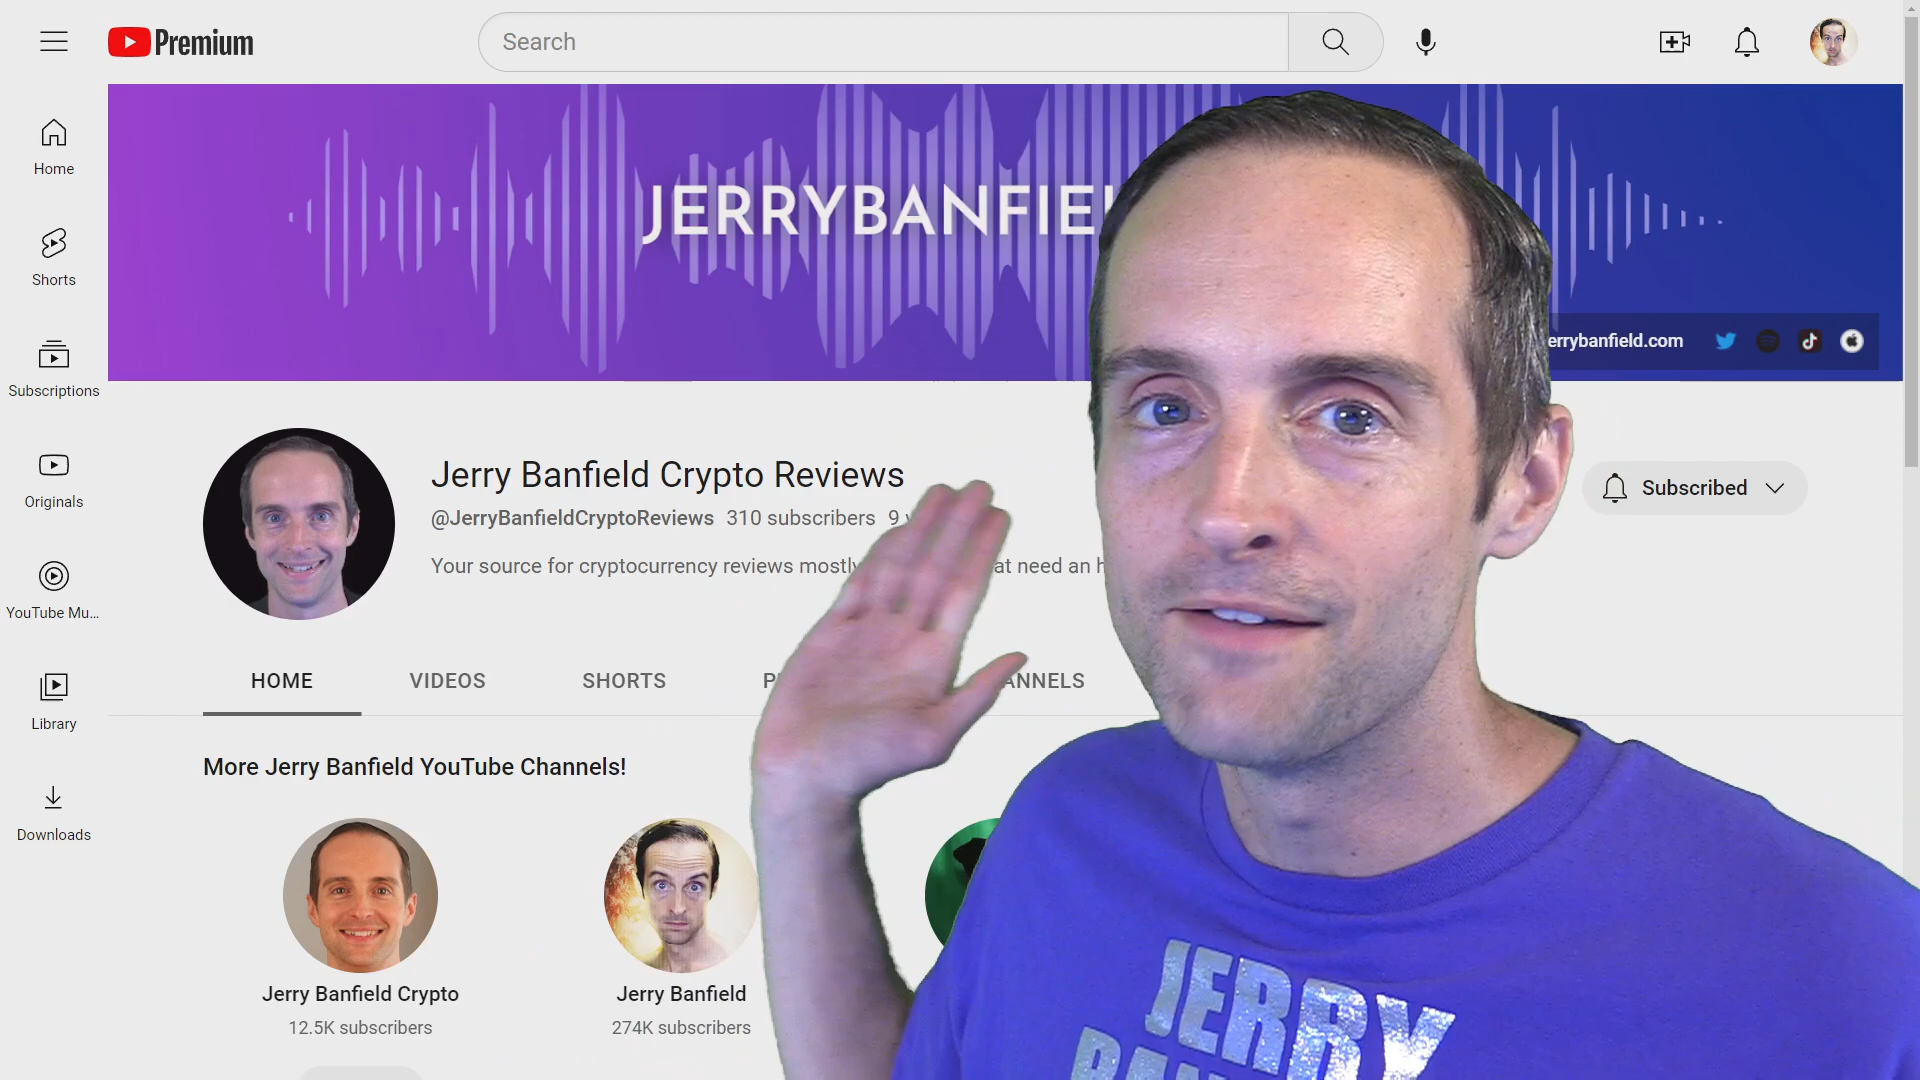 Premium
Search
Home
Shorts
Subscriptions
Originals
YouTube Mu...
Library
Downloads
JERRYBANFIE
errybanfield.com
Jerry Banfield Crypto Reviews
@JerryBanfieldCryptoReviews 310 subscribers 9
Your source for cryptocurrency reviews mostly at need an h
Subscribed
HOME VIDEOS SHORTS P ANNELS
More Jerry Banfield YouTube Channels!
Jerry Banfield Crypto
12.5K subscribers
Jerry Banfield
274K subscribers
JERRY
BAN